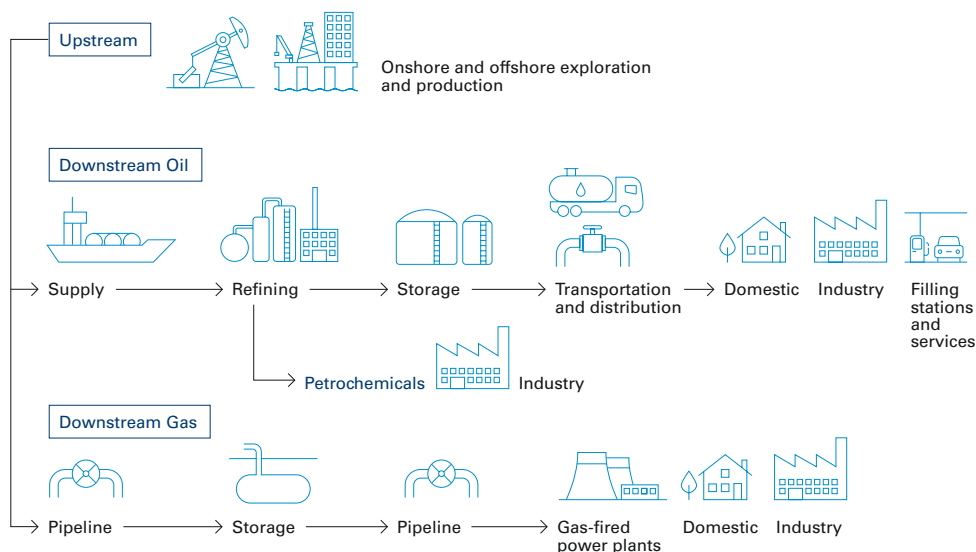 Upstream
Onshore and offshore exploration
and production
Downstream Oil
Supply
Refining
Storage
Transportation
and distribution
Domestic
Industry
Filling
stations
and
services
Petrochemicals
Industry
Downstream Gas
Pipeline
Storage
Pipeline
Gas-fired
power plants
Domestic
Industry